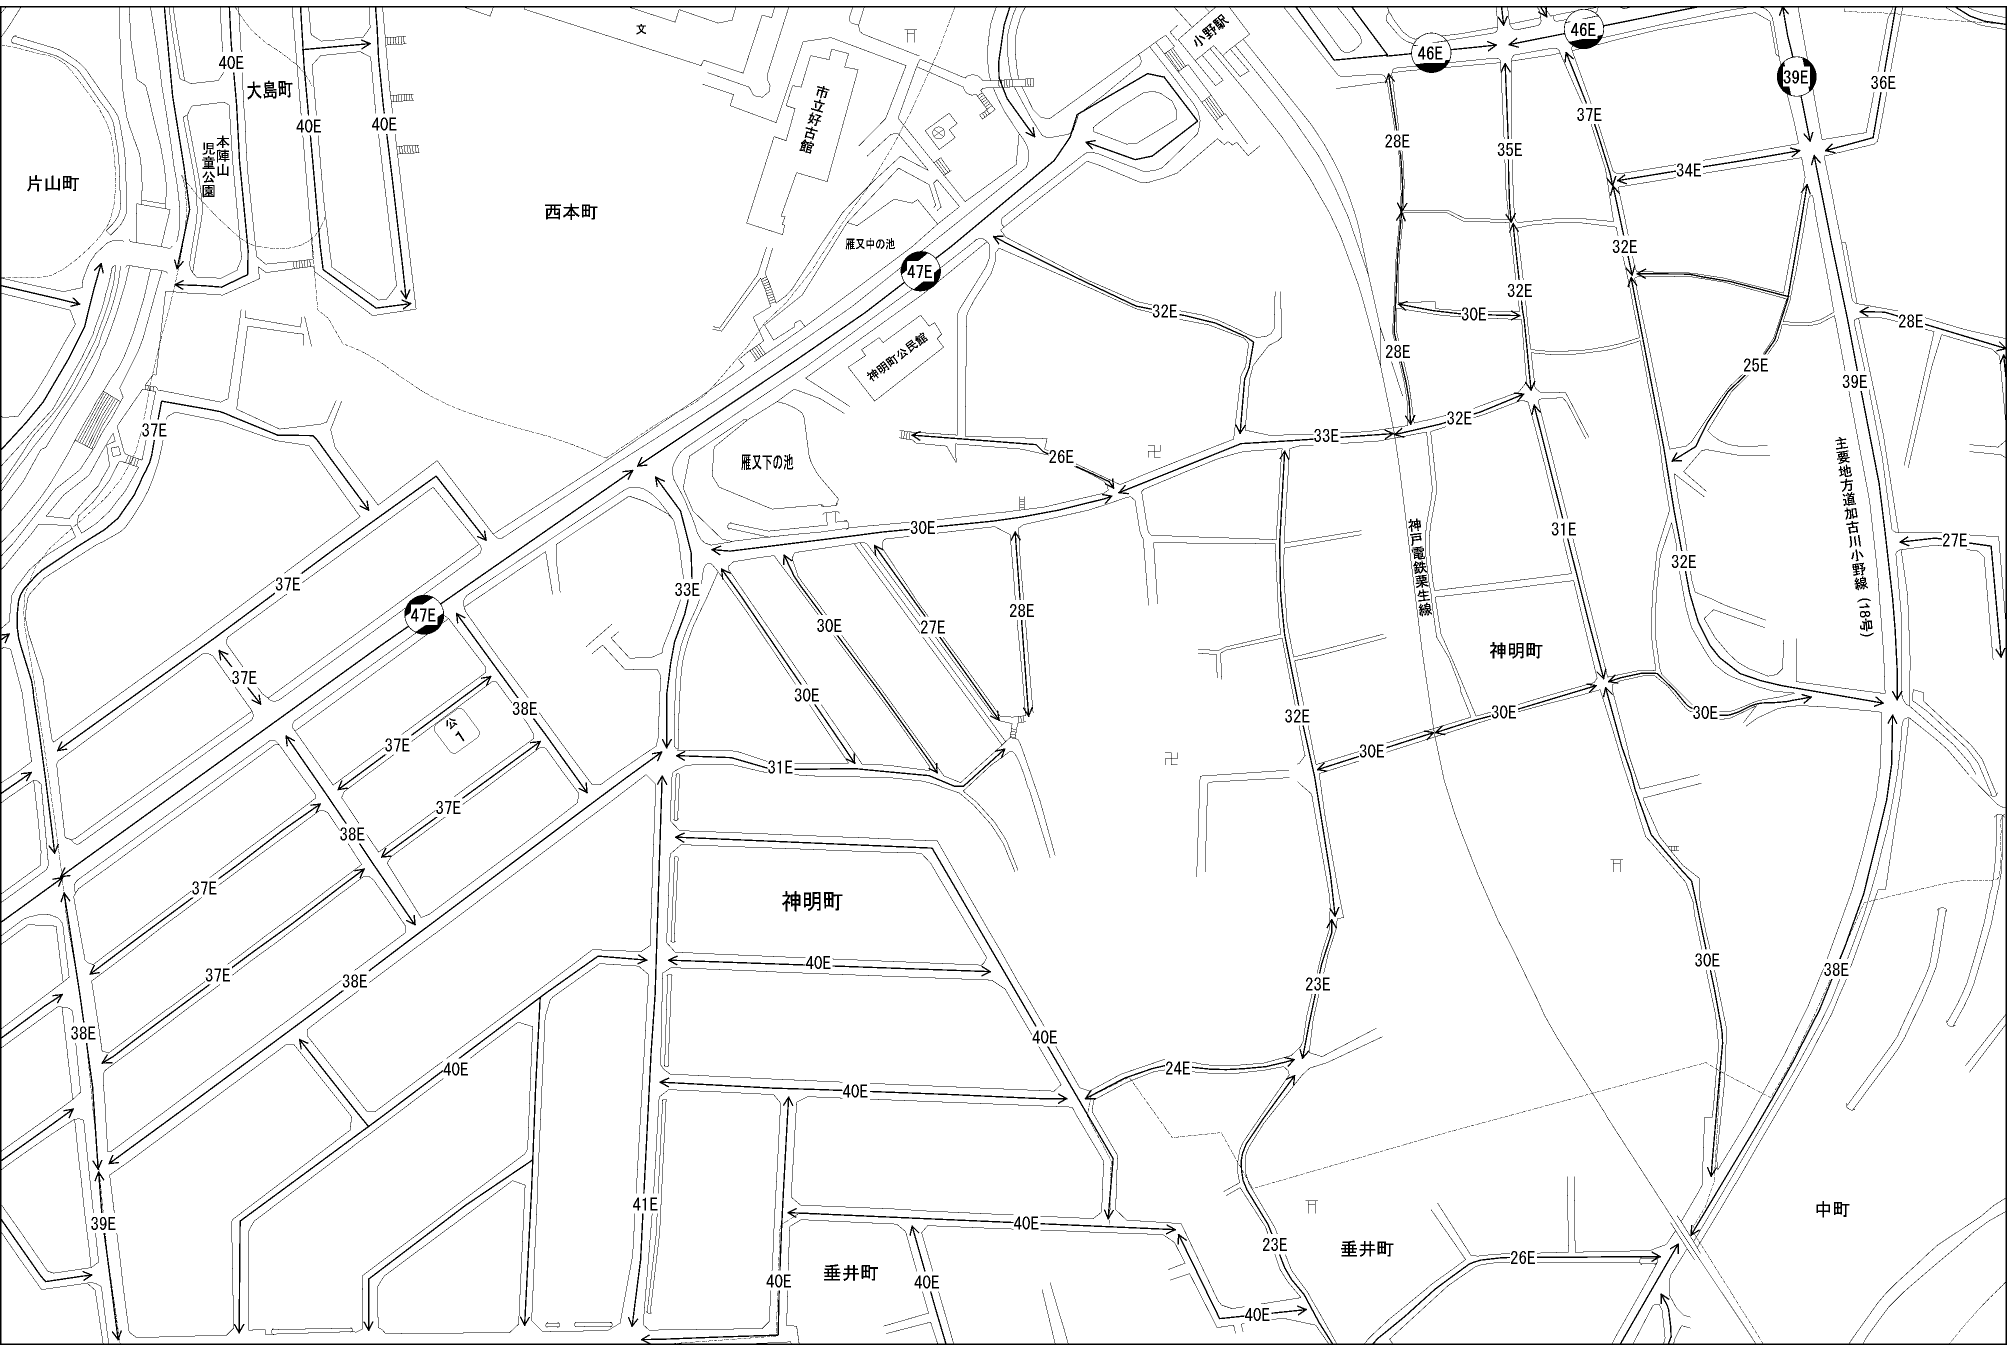 文
小野駅
46E
46E
39E
36E
40E
大島町
40E
40E
本陣山
児童公園
市立好古館
37E
28E
35E
34E
片山町
西本町
雁又中の池
47E
32E
32E
32E
30E
28E
28E
神明町公民館
25E
39E
主要地方道加古川小野線 (18号)
37E
雁又下の池
26E
33E
32E
30E
31E
27E
神戸電鉄粟生線
32E
37E
33E
47E
28E
30E
27E
神明町
37E
30E
38E
32E
30E
30E
公
1
37E
30E
31E
37E
38E
37E
神明町
37E
38E
40E
30E
38E
23E
38E
40E
40E
24E
40E
41E
39E
40E
中町
23E
垂井町
26E
垂井町
40E
40E
40E